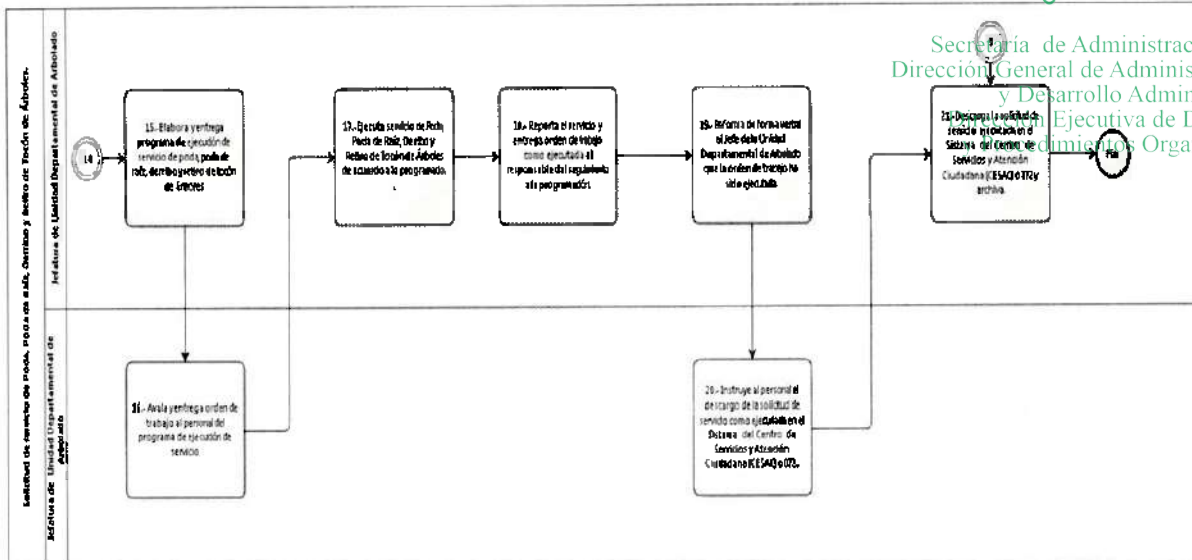 Solicitud de Servicio de Poda, Poda de Raíz, Derribo y Retiro de Tocón de Árboles.
Jefatura de Unidad Departamental de Arbolado
14
15.- Elabora y entrega
programa de ejecución de
servicio de poda, poda de
raíz, derribo y retiro de tocón
de
17.- Ejecuta servicio de Poda,
Poda de Raíz, Derribo y
Retiro de Tocón de Árboles
de acuerdo a lo programado.
18.- Reporta el servicio y
entrega orden de trabajo
como ejecutada al
responsable del seguimiento
a la programación.
19.- Informa de forma verbal
al Jefe de la Unidad
Departamental de Arbolado
que la orden de trabajo ha
sido ejecutada.
Secretaría de Administrac
Dirección General de Adminis
y Desarrollo Admin
Dirección Ejecutiva de D
y Procedimientos Orga
21.- Descarga la solicitud de
servicio ejecutada en el
Sistema del Centro de
Servicios y Atención
Ciudadana (CESAC) o 072 y
archiva.
Fin
Jefatura de Unidad Departamental de
Arbolado
16.- Avala y entrega orden de
trabajo al personal del
programa de ejecución de
servicio
20.- Instruye al personal el
descargo de la solicitud de
servicio como ejecutada en el
Sistema del Centro de
Servicios y Atención
Ciudadana (CESAC) o 072.